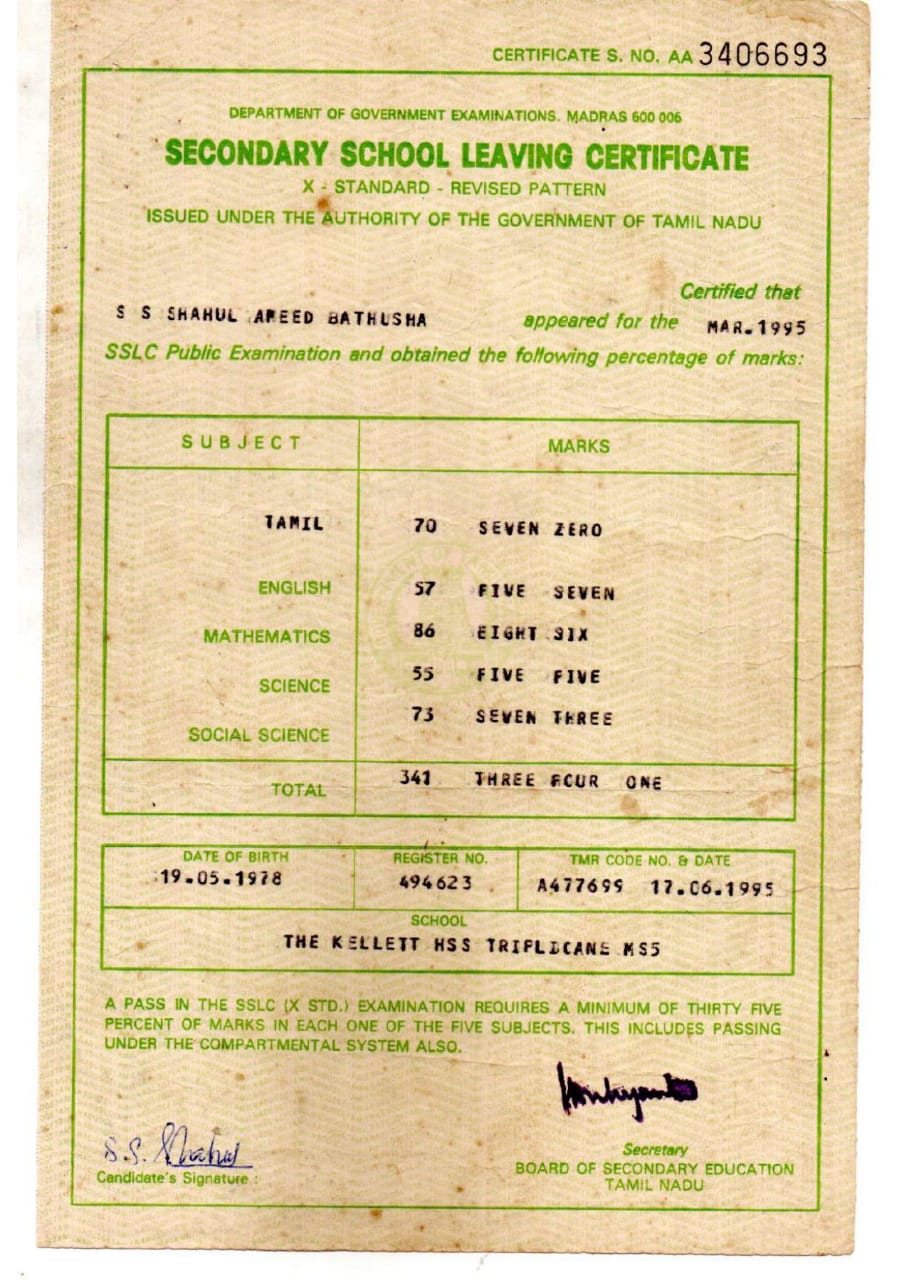 CERTIFICATE S. NO. AA 3406693
DEPARTMENT OF GOVERNMENT EXAMINATIONS. MADRAS 600 006
SECONDARY SCHOOL LEAVING CERTIFICATE
X - STANDARD - REVISED PATTERN
ISSUED UNDER THE AUTHORITY OF THE GOVERNMENT OF TAMIL NADU
Certified that
S S SHAHUL AMEED BATHUSHA appeared for the MAR.1995
SSLC Public Examination and obtained the following percentage of marks:
SUBJECT MARKS
TAMIL 70 SEVEN ZERO
ENGLISH 57 FIVE SEVEN
MATHEMATICS 86 EIGHT SIX
SCIENCE 55 FIVE FIVE
SOCIAL SCIENCE 73 SEVEN THREE
TOTAL 341 THREE FOUR ONE
DATE OF BIRTH REGISTER NO. TMR CODE NO. & DATE
19.05.1978 494623 A477699 17.06.1995
SCHOOL
THE KELLETT HSS TRIPLICANE MS5
A PASS IN THE SSLC (X STD.) EXAMINATION REQUIRES A MINIMUM OF THIRTY FIVE
PERCENT OF MARKS IN EACH ONE OF THE FIVE SUBJECTS. THIS INCLUDES PASSING
UNDER THE COMPARTMENTAL SYSTEM ALSO.
S.S. Shahul
Candidate's Signature :
Secretary
BOARD OF SECONDARY EDUCATION
TAMIL NADU